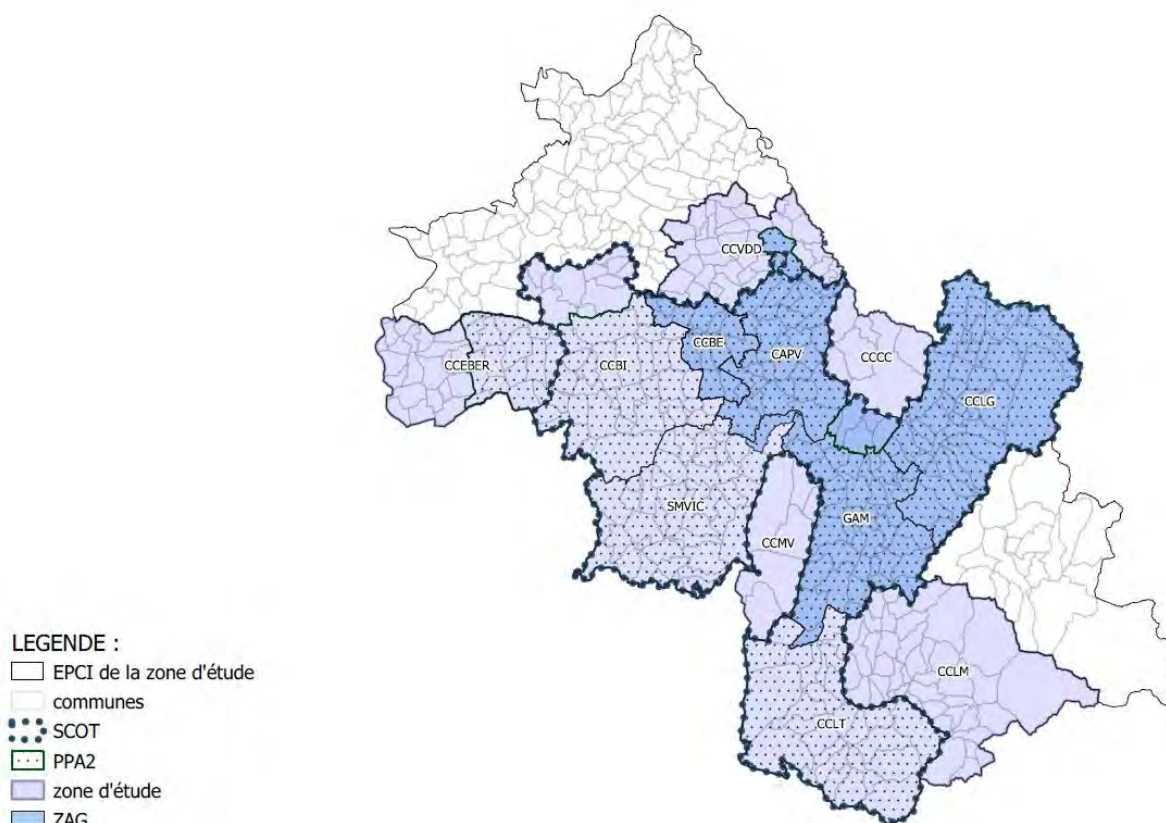 CCVDD
CCBE
CAPV
CCCC
CCEBER
CCBI
CCLG
SMVIC
GAM
CCMV
CCLM
CCLT
LEGENDE :
EPCI de la zone d'étude
communes
SCOT
PPA2
zone d'étude
ZAG